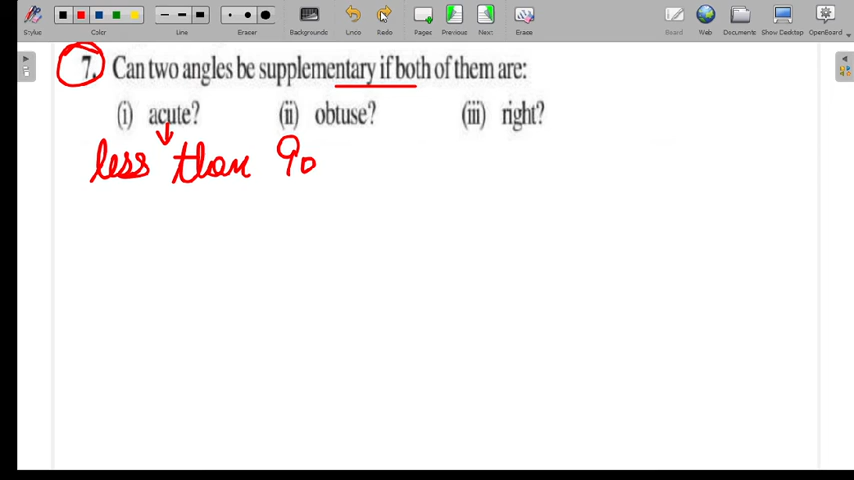 Stylus Color Line Eraser Backgrounds Undo Redo Pages Previous Next Erase Board Web Documents Show Desktop OpenBoard
7. Can two angles be supplementary if both of them are:
(i) acute? (ii) obtuse? (iii) right?
less than 90